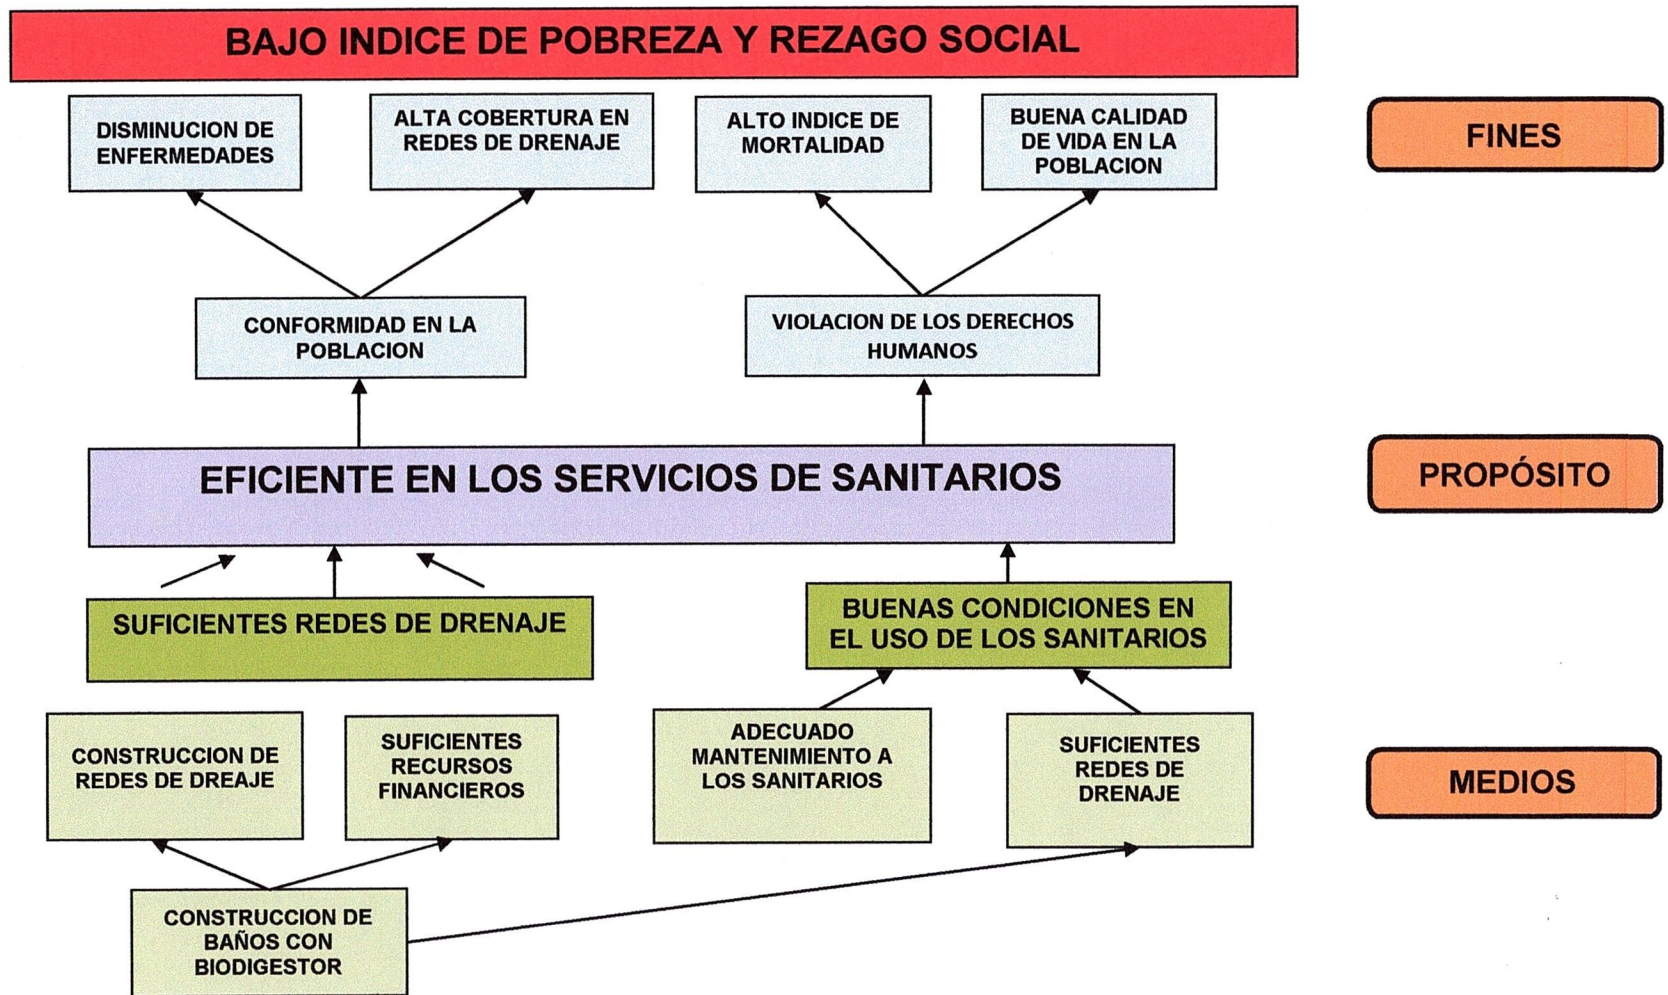 BAJO INDICE DE POBREZA Y REZAGO SOCIAL
DISMINUCION DE
ENFERMEDADES
ALTA COBERTURA EN
REDES DE DRENAJE
ALTO INDICE DE
MORTALIDAD
BUENA CALIDAD
DE VIDA EN LA
POBLACION
FINES
CONFORMIDAD EN LA
POBLACION
VIOLACION DE LOS DERECHOS
HUMANOS
EFICIENTE EN LOS SERVICIOS DE SANITARIOS
PROPÓSITO
SUFICIENTES REDES DE DRENAJE
BUENAS CONDICIONES EN
EL USO DE LOS SANITARIOS
CONSTRUCCION DE
REDES DE DREAJE
SUFICIENTES
RECURSOS
FINANCIEROS
ADECUADO
MANTENIMIENTO A
LOS SANITARIOS
SUFICIENTES
REDES DE
DRENAJE
MEDIOS
CONSTRUCCION DE
BAÑOS CON
BIODIGESTOR